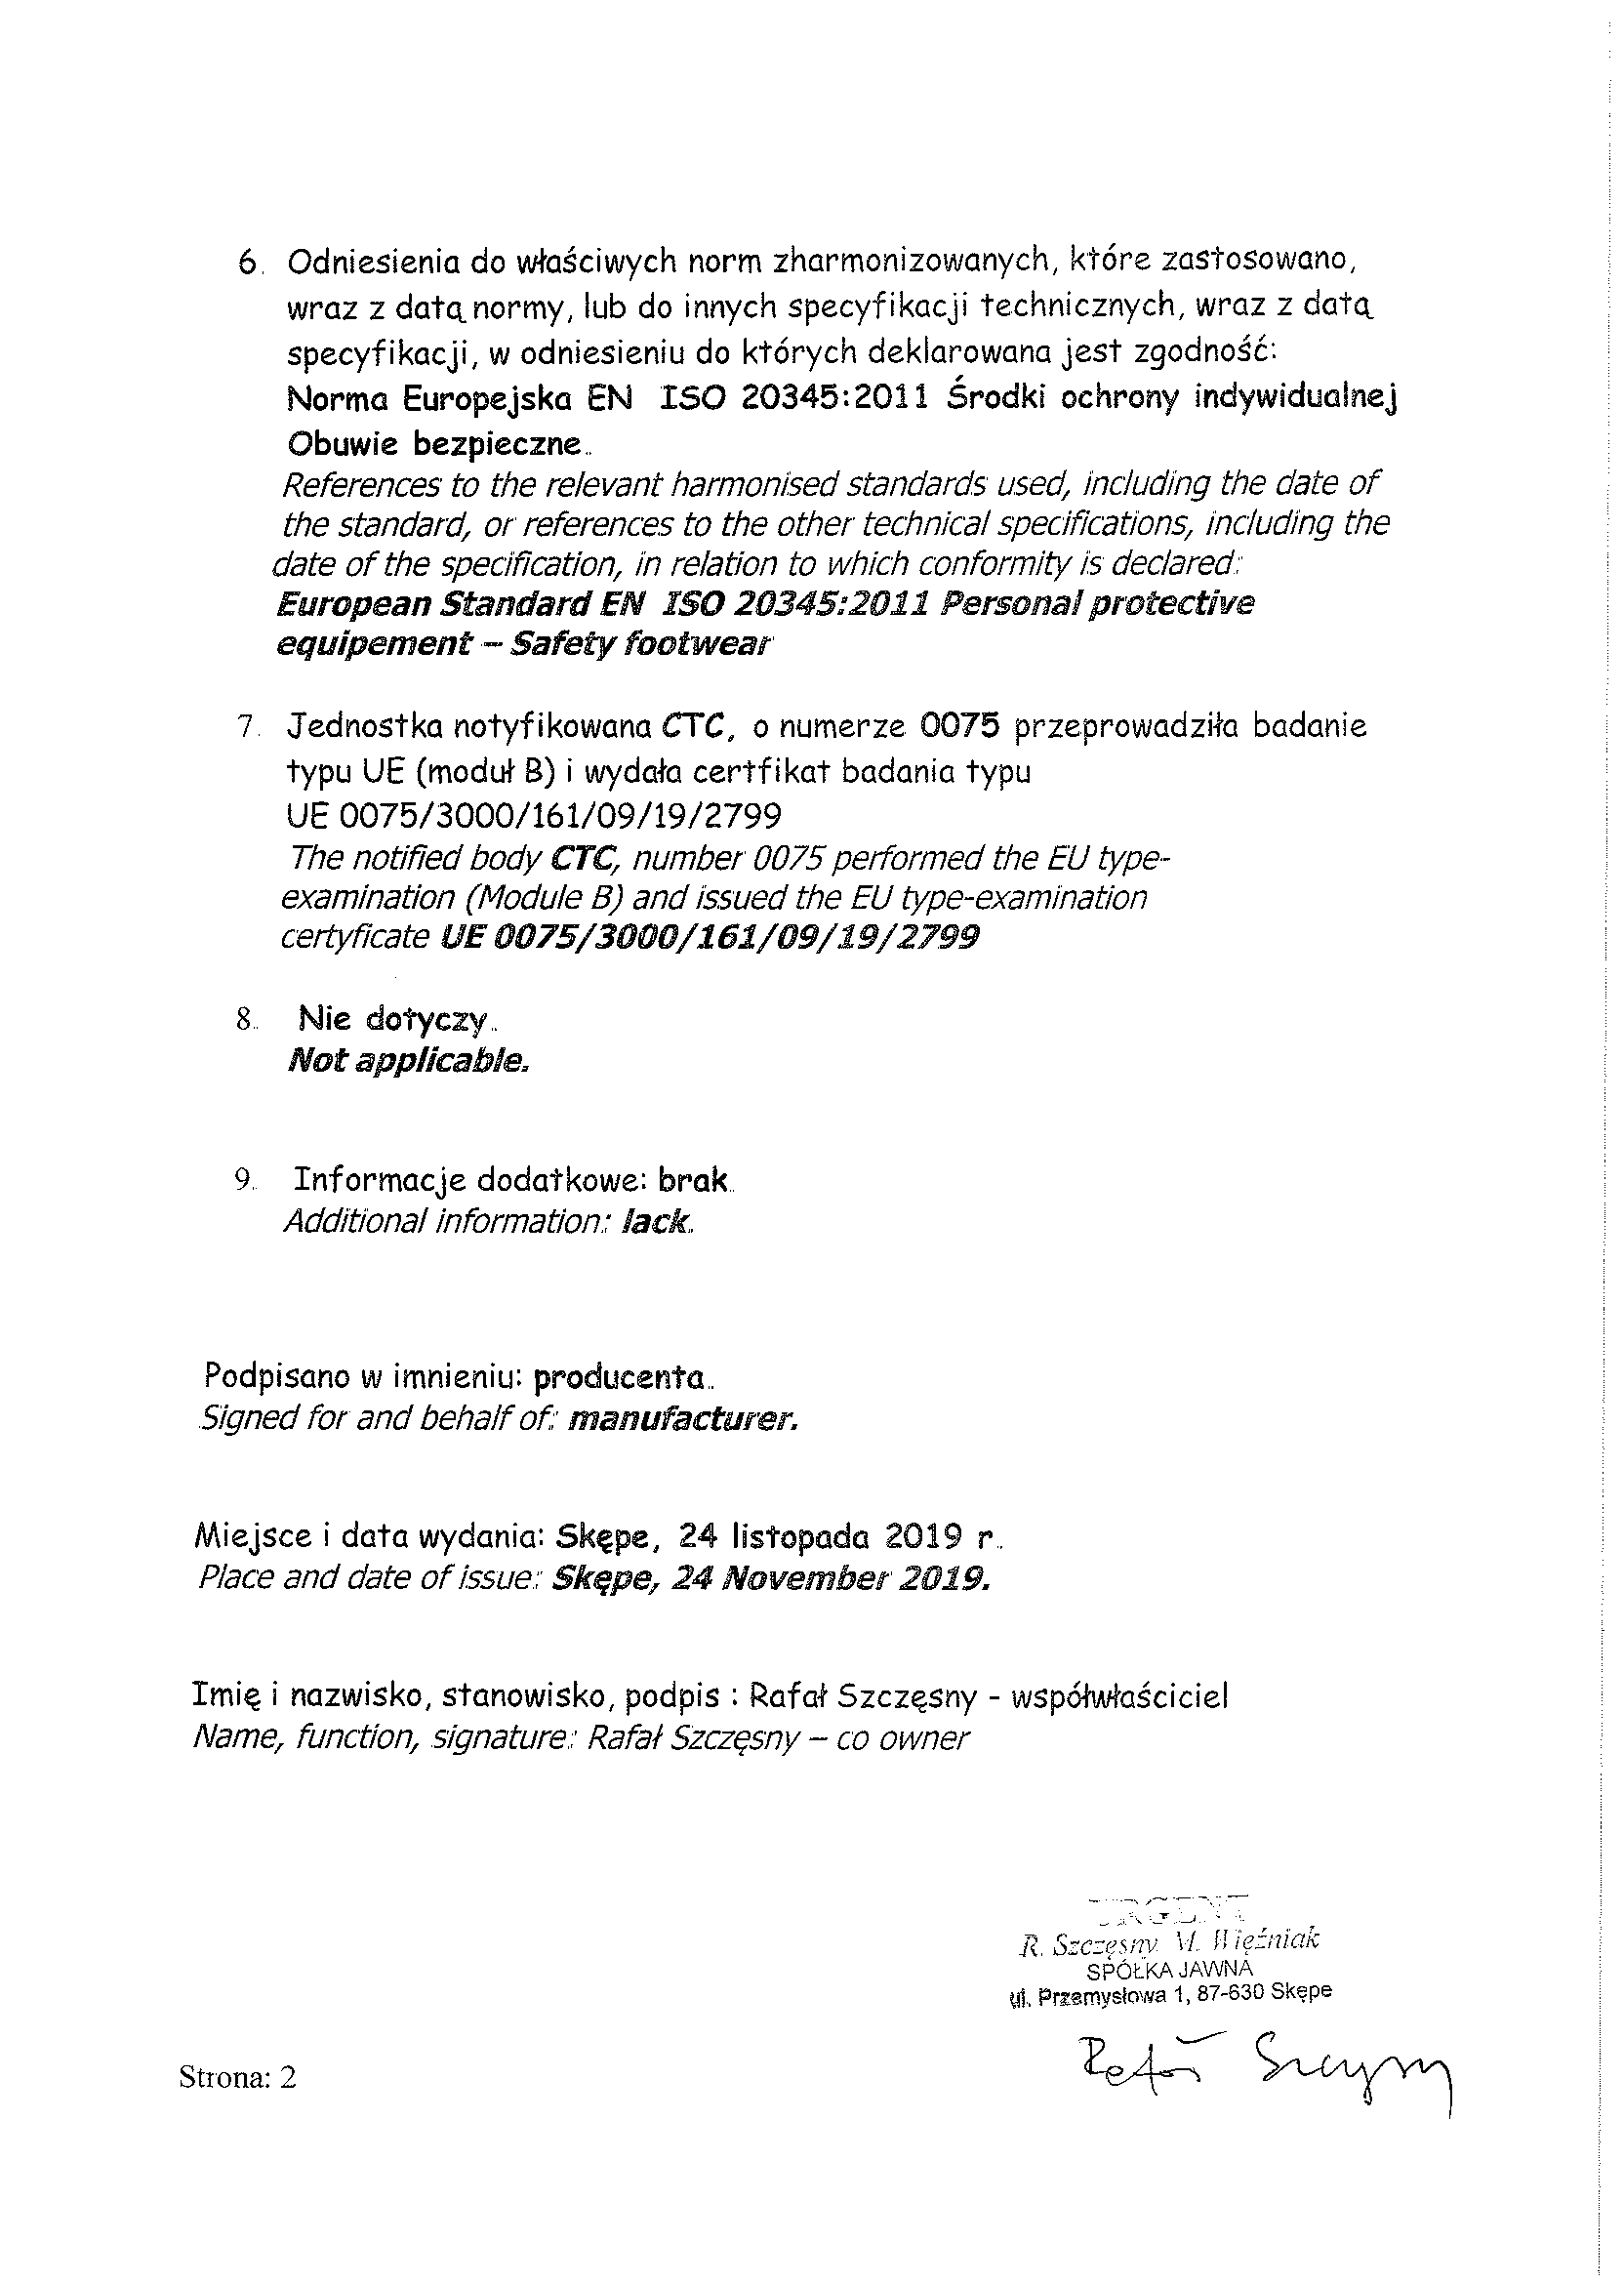 6. Odniesienia do właściwych norm zharmonizowanych, które zastosowano,
wraz z datą normy, lub do innych specyfikacji technicznych, wraz z datą
specyfikacji, w odniesieniu do których deklarowana jest zgodność:
Norma Europejska EN ISO 20345:2011 Środki ochrony indywidualnej
Obuwie bezpieczne.
References to the relevant harmonised standards used, including the date of
the standard, or references to the other technical specifications, including the
date of the specification, in relation to which conformity is declared:
European Standard EN ISO 20345:2011 Personal protective
equipement – Safety footwear
7. Jednostka notyfikowana CTC, o numerze 0075 przeprowadziła badanie
typu UE (moduł B) i wydała certfikat badania typu
UE 0075/3000/161/09/19/2799
The notified body CTC, number 0075 performed the EU type-
examination (Module B) and issued the EU type-examination
certyficate UE 0075/3000/161/09/19/2799
8. Nie dotyczy.
Not applicable.
9. Informacje dodatkowe: brak.
Additional information: lack.
Podpisano w imnieniu: producenta.
Signed for and behalf of: manufacturer.
Miejsce i data wydania: Skępe, 24 listopada 2019 r.
Place and date of issue: Skępe, 24 November 2019.
Imię i nazwisko, stanowisko, podpis : Rafał Szczęsny - współwłaściciel
Name, function, signature: Rafał Szczęsny – co owner
URGENT
R. Szczęsny M. Więźniak
SPÓŁKA JAWNA
ul. Przemysłowa 1, 87-630 Skępe
Strona: 2